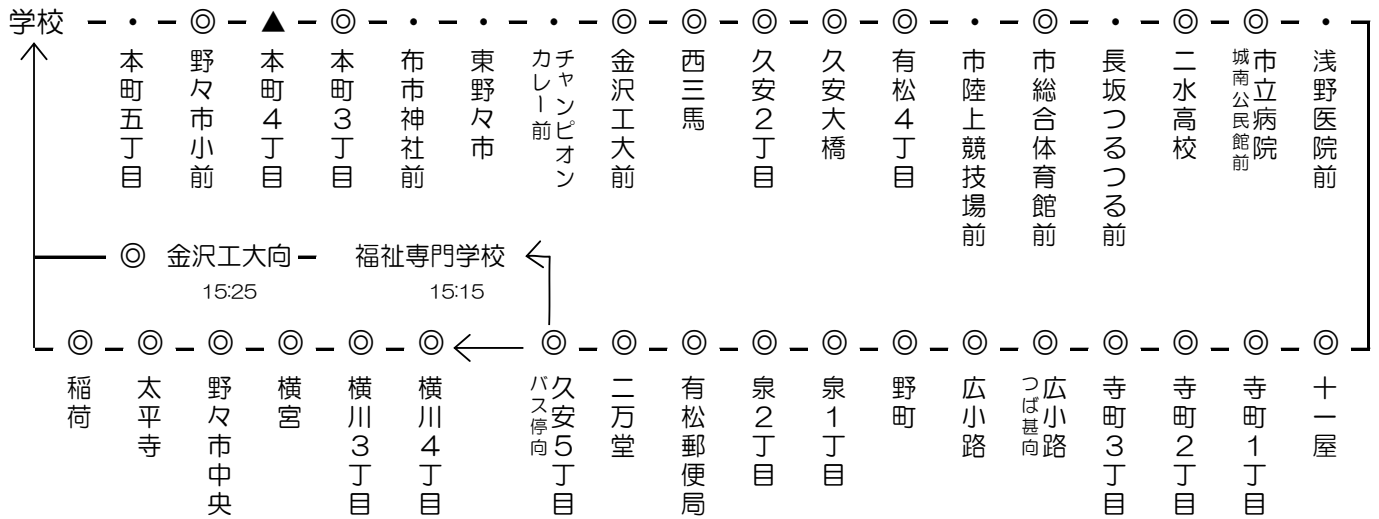 学校 ・ ◎ ▲ ◎ ・ ・ ・ ◎ ◎ ◎ ◎ ◎ ・ ◎ ・ ◎ ◎ ・
本町五丁目
野々市小前
本町4丁目
本町3丁目
布市神社前
東野々市
チャンピオン
カレー前
金沢工大前
西三馬
久安2丁目
久安大橋
有松4丁目
市陸上競技場前
市総合体育館前
長坂つるつる前
二水高校
市立病院
城南公民館前
浅野医院前
◎ 金沢工大向 福祉専門学校
15:25 15:15
◎ ◎ ◎ ◎ ◎ ◎ ◎ ◎ ◎ ◎ ◎ ◎ ◎ ◎ ◎ ◎ ◎ ◎
稲荷
太平寺
野々市中央
横宮
横川3丁目
横川4丁目
久安5丁目
バス停向
二万堂
有松郵便局
泉2丁目
泉1丁目
野町
広小路
広小路
つば甚向
寺町3丁目
寺町2丁目
寺町1丁目
十一屋